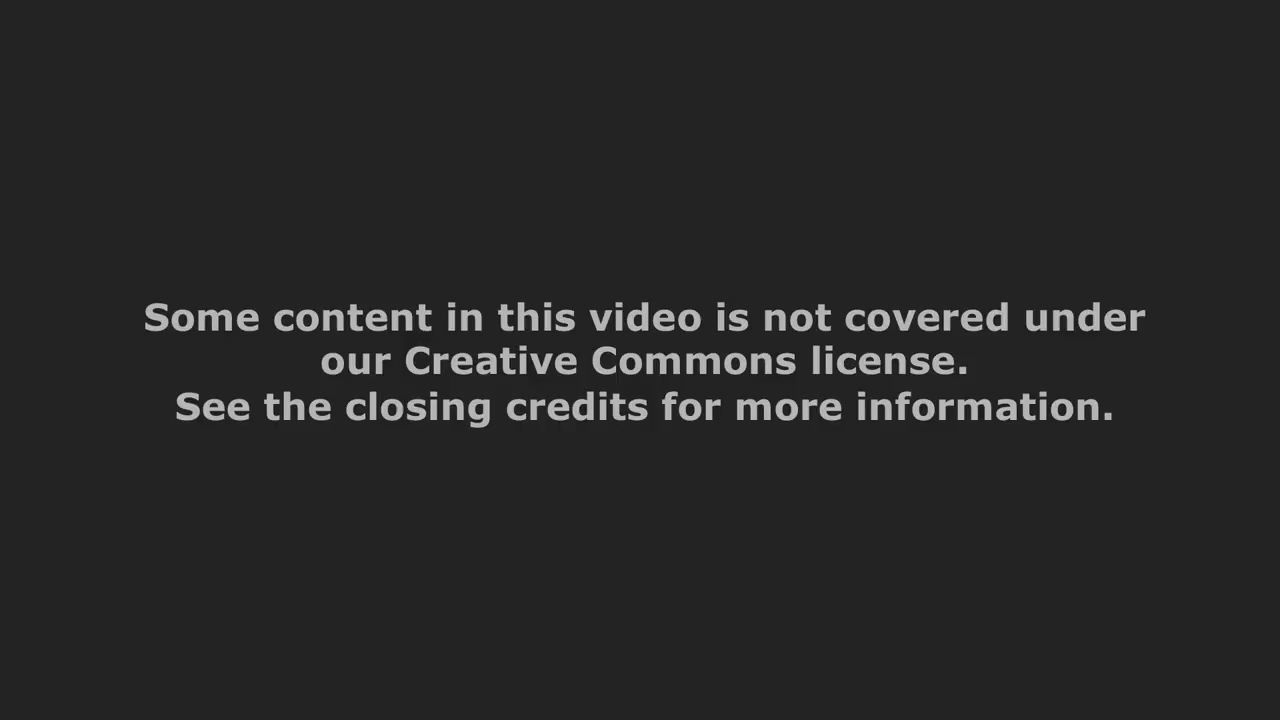 Some content in this video is not covered under
our Creative Commons license.
See the closing credits for more information.